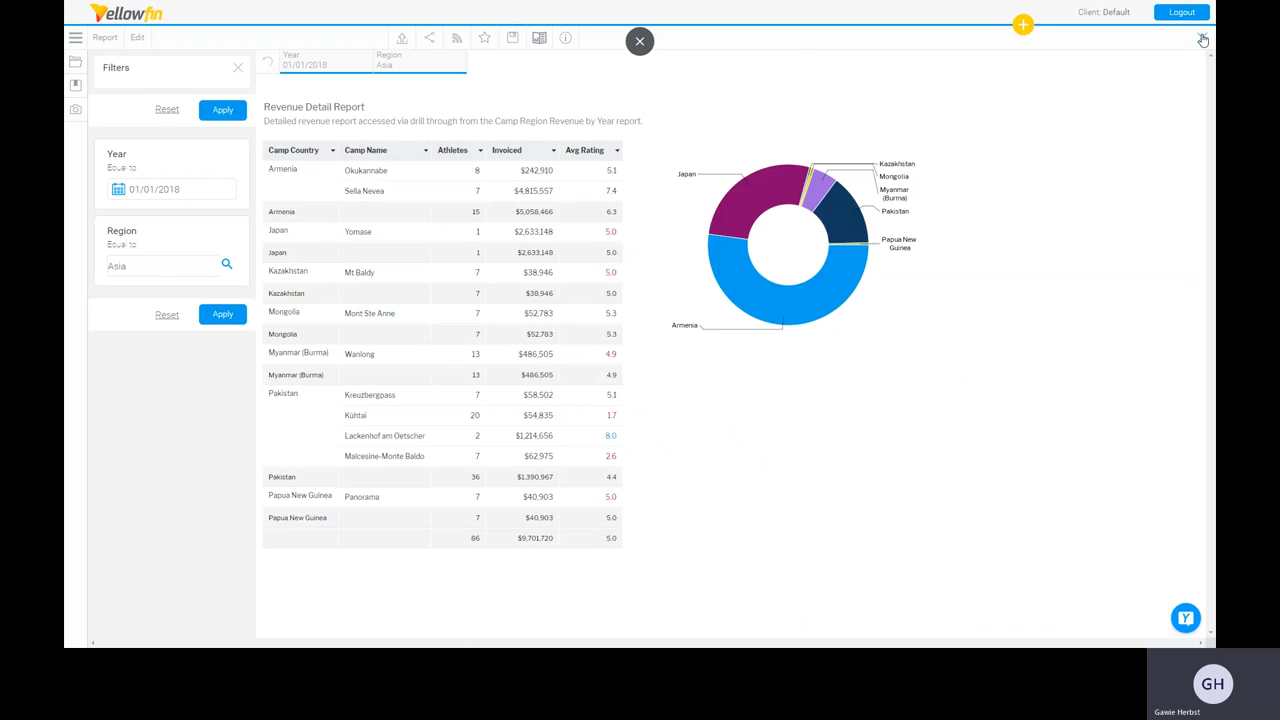 Yellowfin
Client: Default
Logout
Report
Edit
Filters
Reset
Apply
Year
Equal to
01/01/2018
Region
Equal to
Asia
Reset
Apply
Year
01/01/2018
Region
Asia
Revenue Detail Report
Detailed revenue report accessed via drill through from the Camp Region Revenue by Year report.
Camp Country Camp Name Athletes Invoiced Avg Rating
Armenia Okukannabe 8 $242,910 5.1
Sella Nevea 7 $4,815,557 7.4
Armenia 15 $5,058,466 6.3
Japan Yomase 1 $2,633,148 5.0
Japan 1 $2,633,148 5.0
Kazakhstan Mt Baldy 7 $38,946 5.0
Kazakhstan 7 $38,946 5.0
Mongolia Mont Ste Anne 7 $52,783 5.3
Mongolia 7 $52,783 5.3
Myanmar (Burma) Wanlong 13 $486,505 4.9
Myanmar (Burma) 13 $486,505 4.9
Pakistan Kreuzbergpass 7 $58,502 5.1
Kühtai 20 $54,835 1.7
Lackenhof am Oetscher 2 $1,214,656 8.0
Malcesine-Monte Baldo 7 $62,975 2.6
Pakistan 36 $1,390,967 4.4
Papua New Guinea Panorama 7 $40,903 5.0
Papua New Guinea 7 $40,903 5.0
86 $9,701,720 5.0
Kazakhstan
Japan
Mongolia
Myanmar
(Burma)
Pakistan
Papua New
Guinea
Armenia
Y
GH
Gawie Herbst